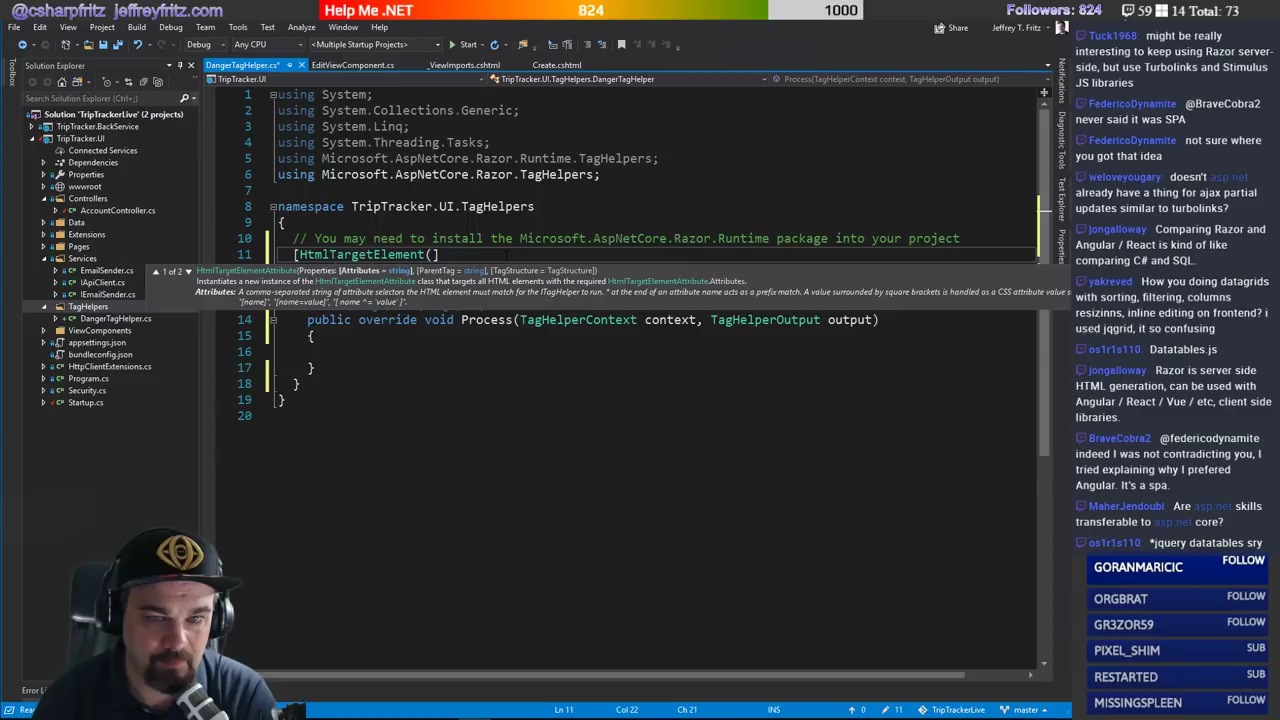 @csharpfritz jeffreyfritz.com
Help Me .NET
824
1000
Followers: 824
59 14 Total: 73
File Edit View Project Build Team Tools Test Analyze Window Help
Share
Jeffrey T. Fritz
Debug
Any CPU
<Multiple Startup Projects>
Start
Toolbox
Solution Explorer
Search Solution Explorer (Ctrl+;)
Solution 'TripTrackerLive' (2 projects)
TripTracker.BackService
TripTracker.UI
Connected Services
Dependencies
Properties
wwwroot
Controllers
AccountController.cs
Data
Extensions
Pages
Services
EmailSender.cs
IApiClient.cs
IEmailSender.cs
TagHelpers
DangerTagHelper.cs
ViewComponents
appsettings.json
bundleconfig.json
HttpClientExtensions.cs
Program.cs
Security.cs
Startup.cs
DangerTagHelper.cs*
EditViewComponent.cs
_ViewImports.cshtml
Create.cshtml
TripTracker.UI
TripTracker.UI.TagHelpers.DangerTagHelper
Process(TagHelperContext context, TagHelperOutput output)
1 using System;
2 using System.Collections.Generic;
3 using System.Linq;
4 using System.Threading.Tasks;
5 using Microsoft.AspNetCore.Razor.Runtime.TagHelpers;
6 using Microsoft.AspNetCore.Razor.TagHelpers;
7
8 namespace TripTracker.UI.TagHelpers
9 {
10 // You may need to install the Microsoft.AspNetCore.Razor.Runtime package into your project
11 [HtmlTargetElement()]
1 of 2 HtmlTargetElementAttribute(Properties: [Attributes = string], [ParentTag = string], [TagStructure = TagStructure])
Instantiates a new instance of the HtmlTargetElementAttribute class that targets all HTML elements with the required HtmlTargetElementAttribute.Attributes.
Attributes: A comma-separated string of attribute selectors the HTML element must match for the ITagHelper to run. * at the end of an attribute name acts as a prefix match. A value surrounded by square brackets is handled as a CSS attribute value s
"[name]", "[name=value]", "[ name ^= 'value' ]".
14 public override void Process(TagHelperContext context, TagHelperOutput output)
15 {
16
17 }
18 }
19 }
20
Notifications
Diagnostic Tools
Test Explorer
Properties
Ln 11
Col 22
Ch 21
INS
0
11
TripTrackerLive
master
Tuck1968 might be really
interesting to keep using Razor server-
side, but use Turbolinks and Stimulus
JS libraries
FedericoDynamite @BraveCobra2
never said it was SPA
FedericoDynamite not sure where
you got that idea
weloveyougary doesn't asp.net
already have a thing for ajax partial
updates similar to turbolinks?
jongalloway Comparing Razor and
Angular / React is kind of like
comparing C# and SQL.
yakreved How you doing datagrids
with sorting, filtering, columns
resizinns, inline editing on frontend? i
used jqgrid, it so confusing
os1r1s110 Datatables.js
jongalloway Razor is server side
HTML generation, can be used with
Angular / React / Vue / etc, client side
libraries.
BraveCobra2 @federicodynamite
indeed I was not contradicting you, I
tried explaining why I prefered
Angular. It's a spa.
MaherJendoubi Are asp.net skills
transferable to asp.net core?
os1r1s110 *jquery datatables sry
GORANMARICIC FOLLOW
ORGBRAT FOLLOW
GR3ZOR59 FOLLOW
PIXEL_SHIM SUB
RESTARTED SUB
MISSINGSPLEEN FOLLOW